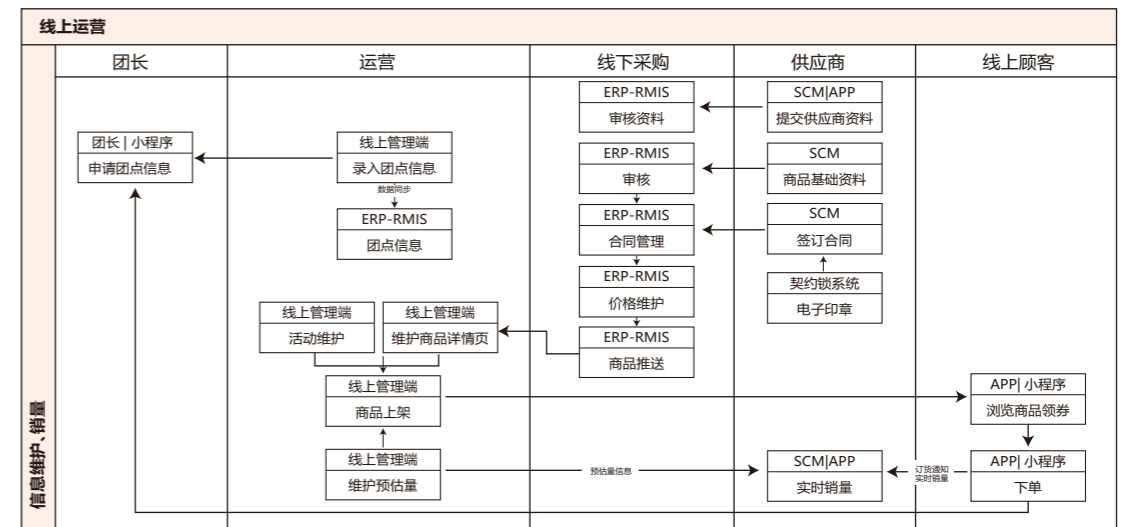 线上运营
团长
运营
线下采购
供应商
线上顾客
ERP-RMIS
审核资料
SCM|APP
提交供应商资料
团长 | 小程序
申请团点信息
线上管理端
录入团点信息
数据同步
ERP-RMIS
团点信息
ERP-RMIS
审核
SCM
商品基础资料
ERP-RMIS
合同管理
SCM
签订合同
ERP-RMIS
价格维护
契约锁系统
电子印章
线上管理端
活动维护
线上管理端
维护商品详情页
ERP-RMIS
商品推送
线上管理端
商品上架
APP| 小程序
浏览商品领券
线上管理端
维护预估量
预估量信息
SCM|APP
实时销量
订货通知
实时销量
APP| 小程序
下单
信息维护、销量